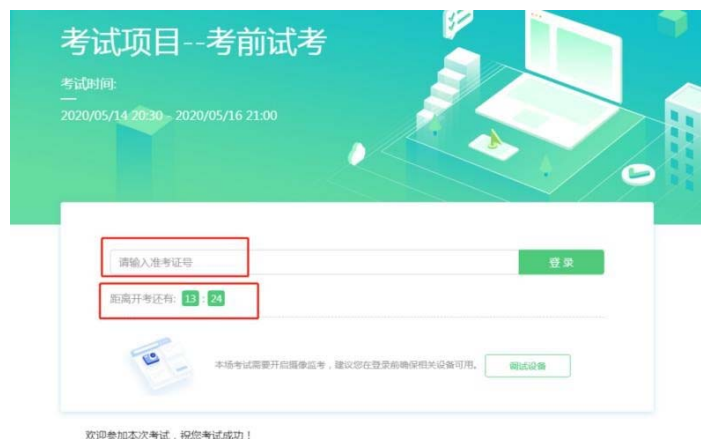 考试项目--考前试考
考试时间:
2020/05/14 20:30 - 2020/05/16 21:00
请输入准考证号
登录
距离开考还有: 13 : 24
本场考试需要开启摄像监考，建议您在登录前确保相关设备可用。
调试设备
欢迎参加本次考试，祝您考试成功！